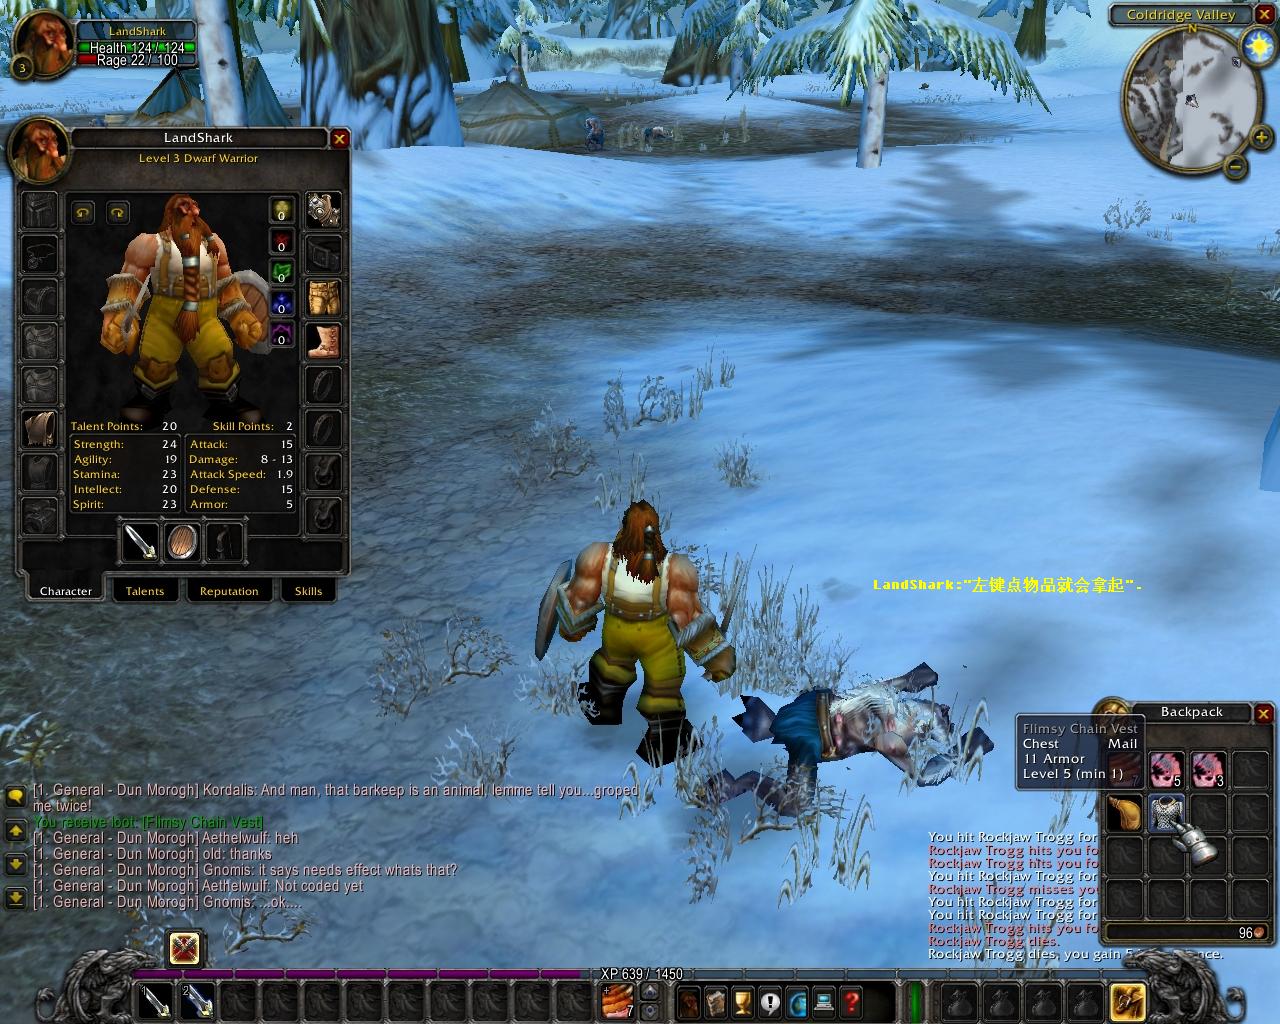 LandShark
Health 124 / 124
Rage 22 / 100
3
Coldridge Valley
N
LandShark
Level 3 Dwarf Warrior
0
0
0
0
0
Talent Points: 20 Skill Points: 2
Strength: 24 Attack: 15
Agility: 19 Damage: 8 - 13
Stamina: 23 Attack Speed: 1.9
Intellect: 20 Defense: 15
Spirit: 23 Armor: 5
Character Talents Reputation Skills
LandShark:"左键点物品就会拿起".
Backpack
Flimsy Chain Vest
Chest Mail
11 Armor
Level 5 (min 1)
7
5
3
96
[1. General - Dun Morogh] Kordalis: And man, that barkeep is an animal, lemme tell you...groped
me twice!
You receive loot: [Flimsy Chain Vest]
[1. General - Dun Morogh] Aethelwulf: heh
[1. General - Dun Morogh] old: thanks
[1. General - Dun Morogh] Gnomis: it says needs effect whats that?
[1. General - Dun Morogh] Aethelwulf: Not coded yet
[1. General - Dun Morogh] Gnomis: ...ok....
You hit Rockjaw Trogg for
Rockjaw Trogg hits you fo
Rockjaw Trogg hits you fo
You hit Rockjaw Trogg for
Rockjaw Trogg misses you
You hit Rockjaw Trogg for
You hit Rockjaw Trogg for
Rockjaw Trogg hits you fo
Rockjaw Trogg dies.
Rockjaw Trogg dies, you gain 5
XP 639 / 1450
1
2
7